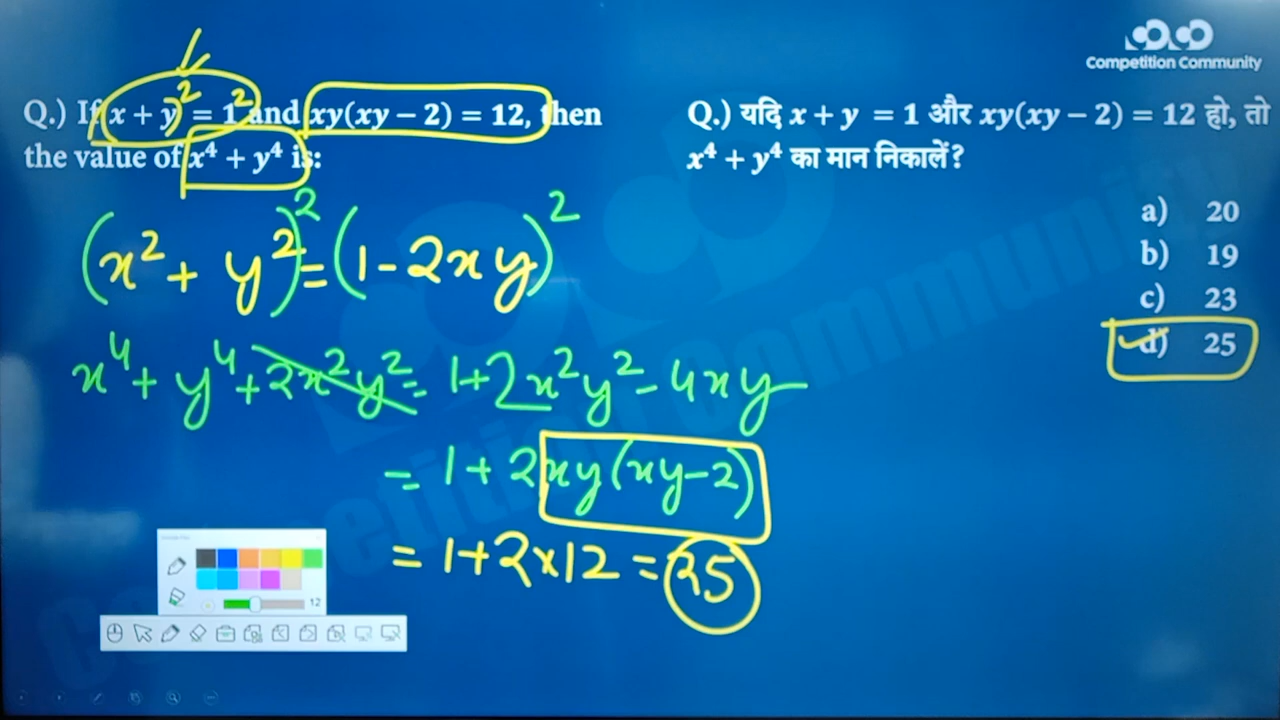 Competition Community
Q.) If (x + y)² = 1² and xy(xy − 2) = 12, then
the value of x⁴ + y⁴ is:
Q.) यदि x + y = 1 और xy(xy − 2) = 12 हो, तो
x⁴ + y⁴ का मान निकालें?
a) 20
b) 19
c) 23
d) 25
(x² + y²)² = (1 - 2xy)²
x⁴ + y⁴ + 2x²y² = 1 + 2x²y² - 4xy
= 1 + 2xy(xy - 2)
= 1 + 2 × 12 = 25
12